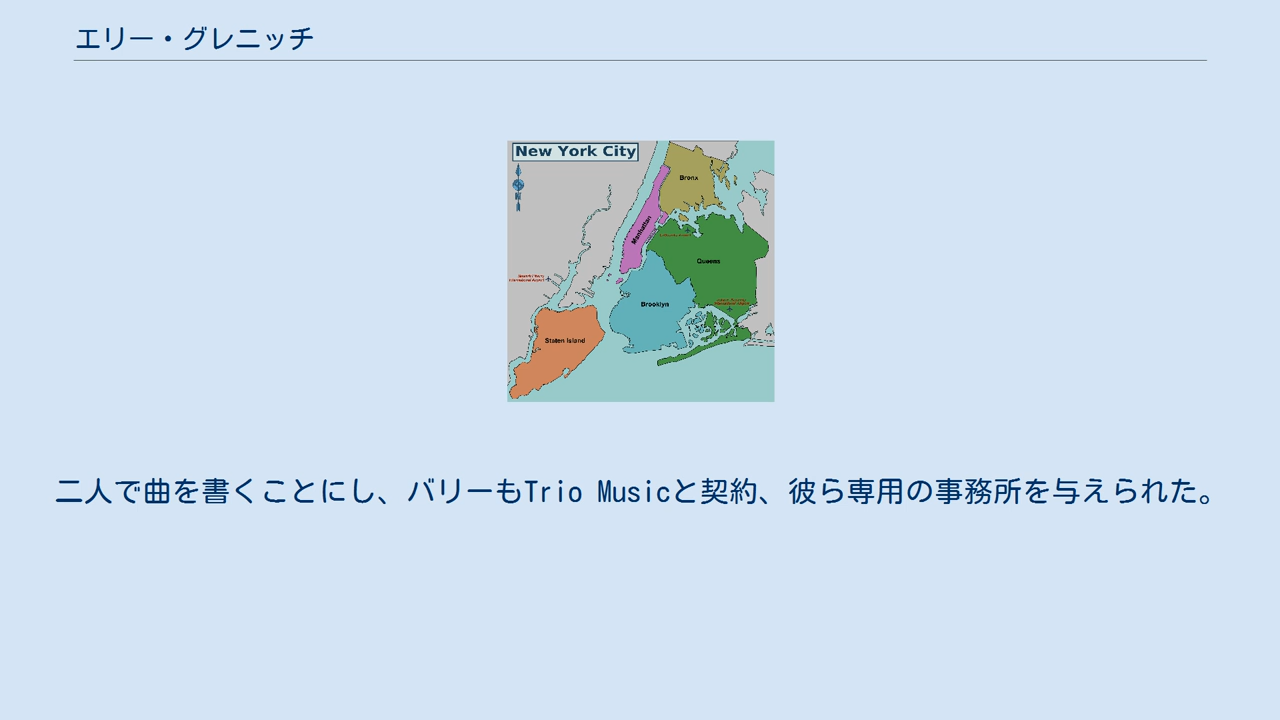 エリー・グレニッチ
New York City
Bronx
Manhattan
Queens
Brooklyn
Staten Island
二人で曲を書くことにし、バリーもTrio Musicと契約、彼ら専用の事務所を与えられた。